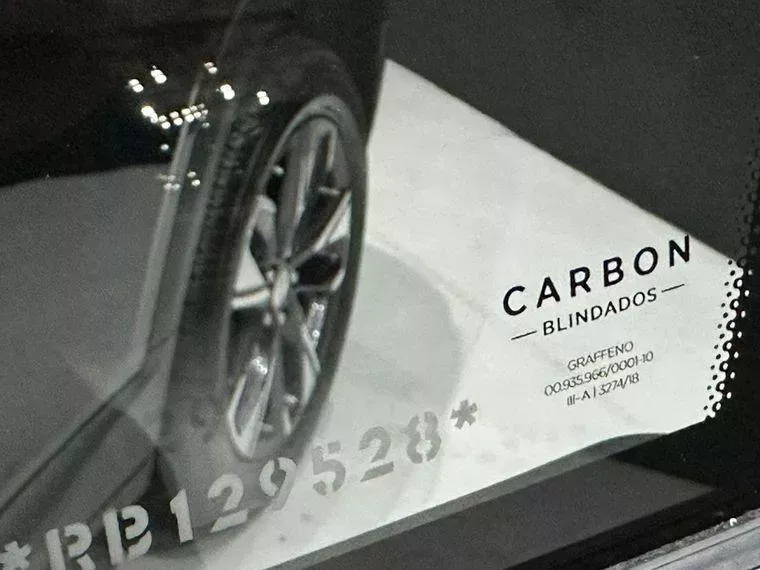 CARBON
— BLINDADOS —
GRAFFENO
00.935.966/0001-10
III-A | 3274/18
*RB129528*